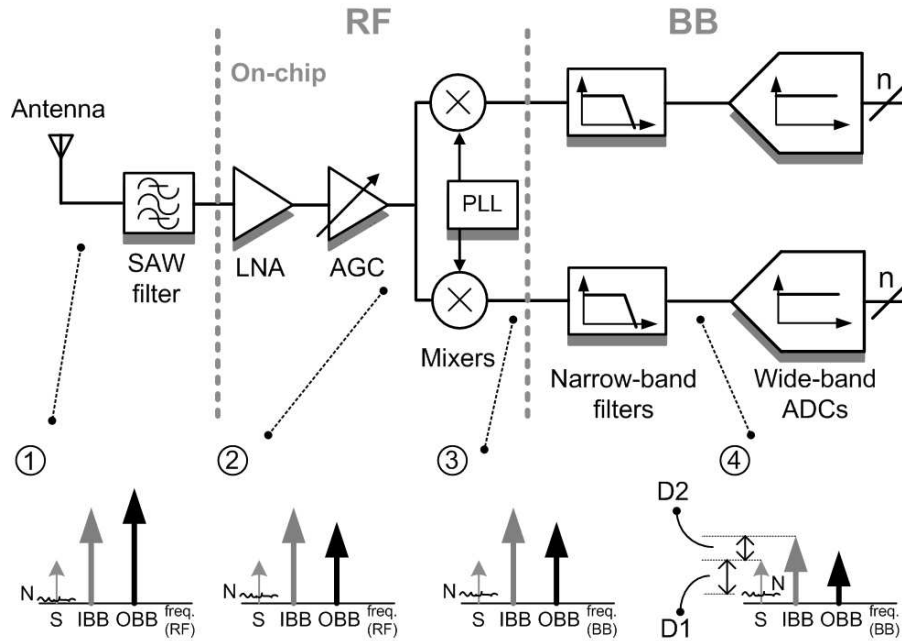 RF
BB
On-chip
Antenna
n
PLL
SAW
filter
LNA
AGC
Mixers
n
Narrow-band
filters
Wide-band
ADCs
1
2
3
4
D2
D1
N
S IBB OBB freq.
(RF)
N
S IBB OBB freq.
(RF)
N
S IBB OBB freq.
(BB)
N
S IBB OBB freq.
(BB)